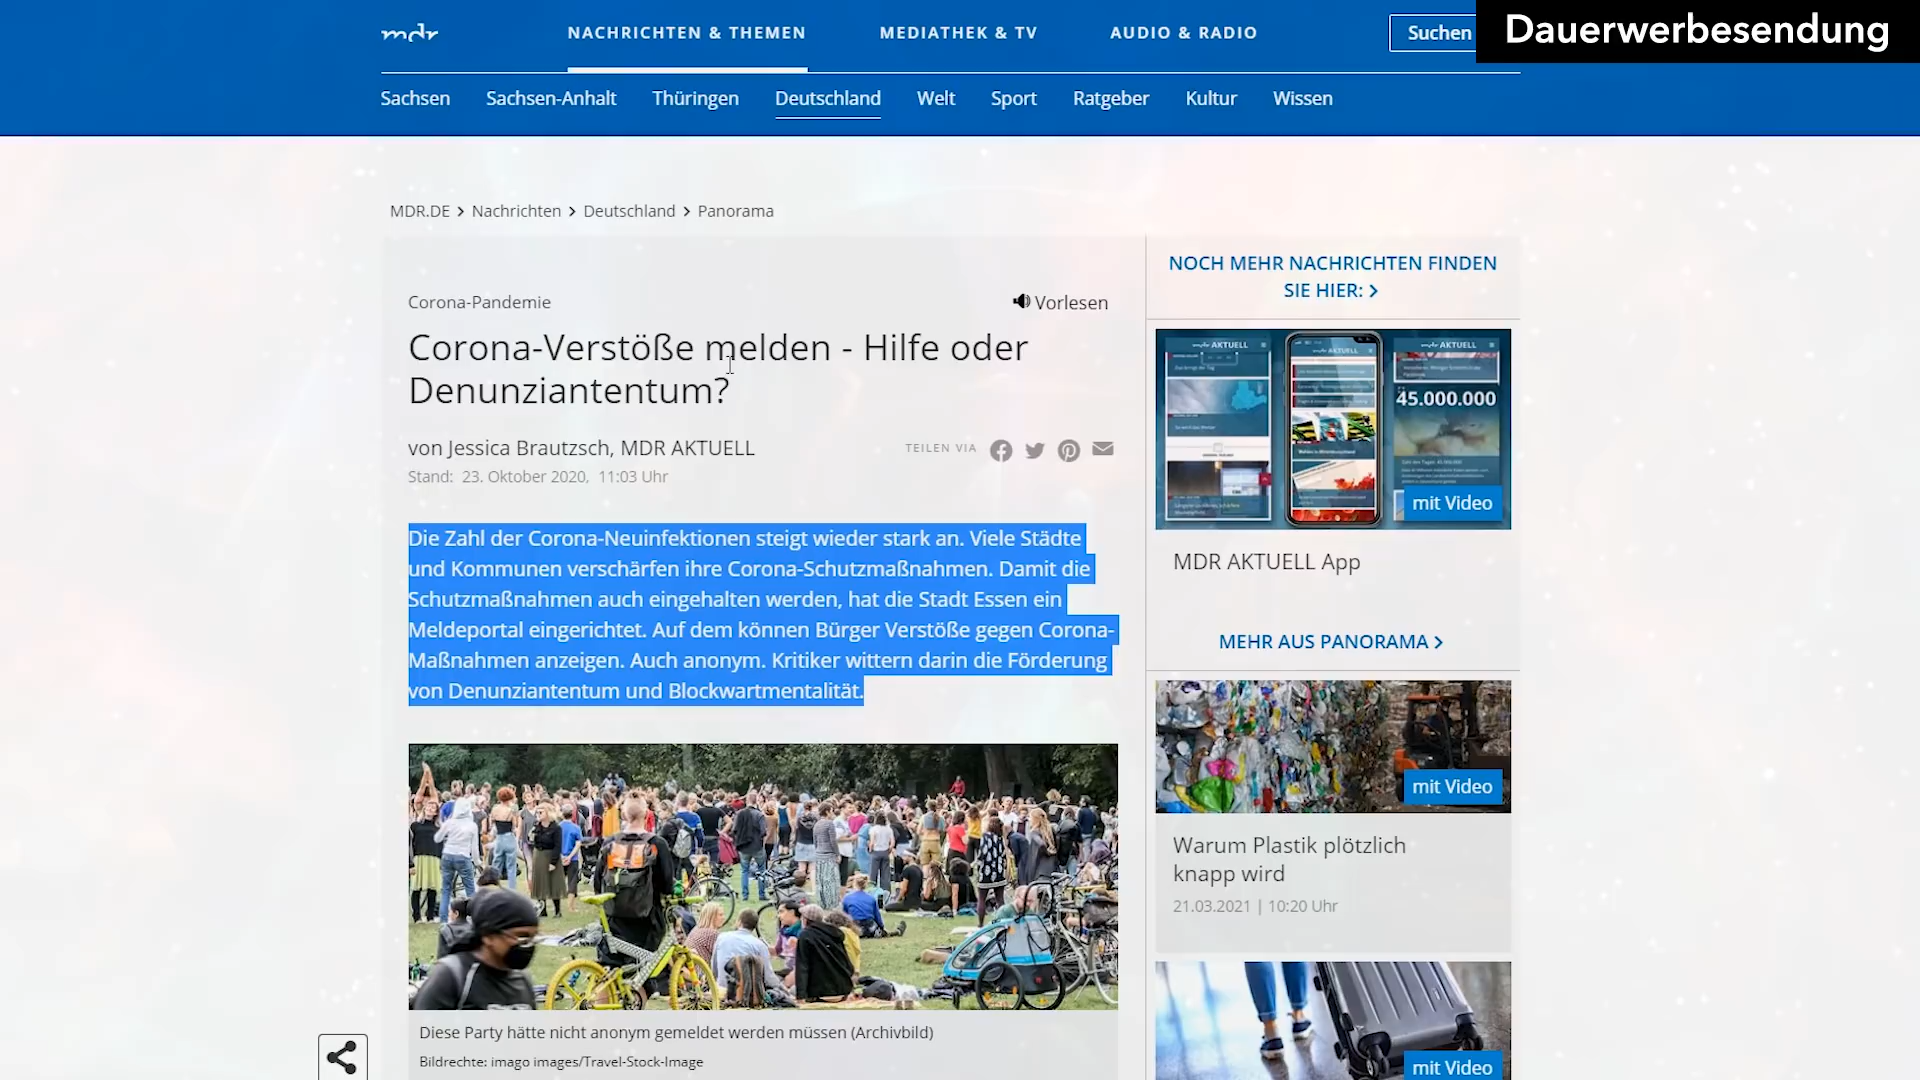 Dauerwerbesendung
mdr
NACHRICHTEN & THEMEN
MEDIATHEK & TV
AUDIO & RADIO
Suchen
Sachsen
Sachsen-Anhalt
Thüringen
Deutschland
Welt
Sport
Ratgeber
Kultur
Wissen
MDR.DE > Nachrichten > Deutschland > Panorama
Corona-Pandemie
Vorlesen
Corona-Verstöße melden - Hilfe oder
Denunziantentum?
von Jessica Brautzsch, MDR AKTUELL
Stand: 23. Oktober 2020, 11:03 Uhr
TEILEN VIA
Die Zahl der Corona-Neuinfektionen steigt wieder stark an. Viele Städte
und Kommunen verschärfen ihre Corona-Schutzmaßnahmen. Damit die
Schutzmaßnahmen auch eingehalten werden, hat die Stadt Essen ein
Meldeportal eingerichtet. Auf dem können Bürger Verstöße gegen Corona-
Maßnahmen anzeigen. Auch anonym. Kritiker wittern darin die Förderung
von Denunziantentum und Blockwartmentalität.
Diese Party hätte nicht anonym gemeldet werden müssen (Archivbild)
Bildrechte: imago images/Travel-Stock-Image
NOCH MEHR NACHRICHTEN FINDEN
SIE HIER: >
mdr AKTUELL
mdr AKTUELL
mdr AKTUELL
45.000.000
mit Video
MDR AKTUELL App
MEHR AUS PANORAMA >
mit Video
Warum Plastik plötzlich
knapp wird
21.03.2021 | 10:20 Uhr
mit Video